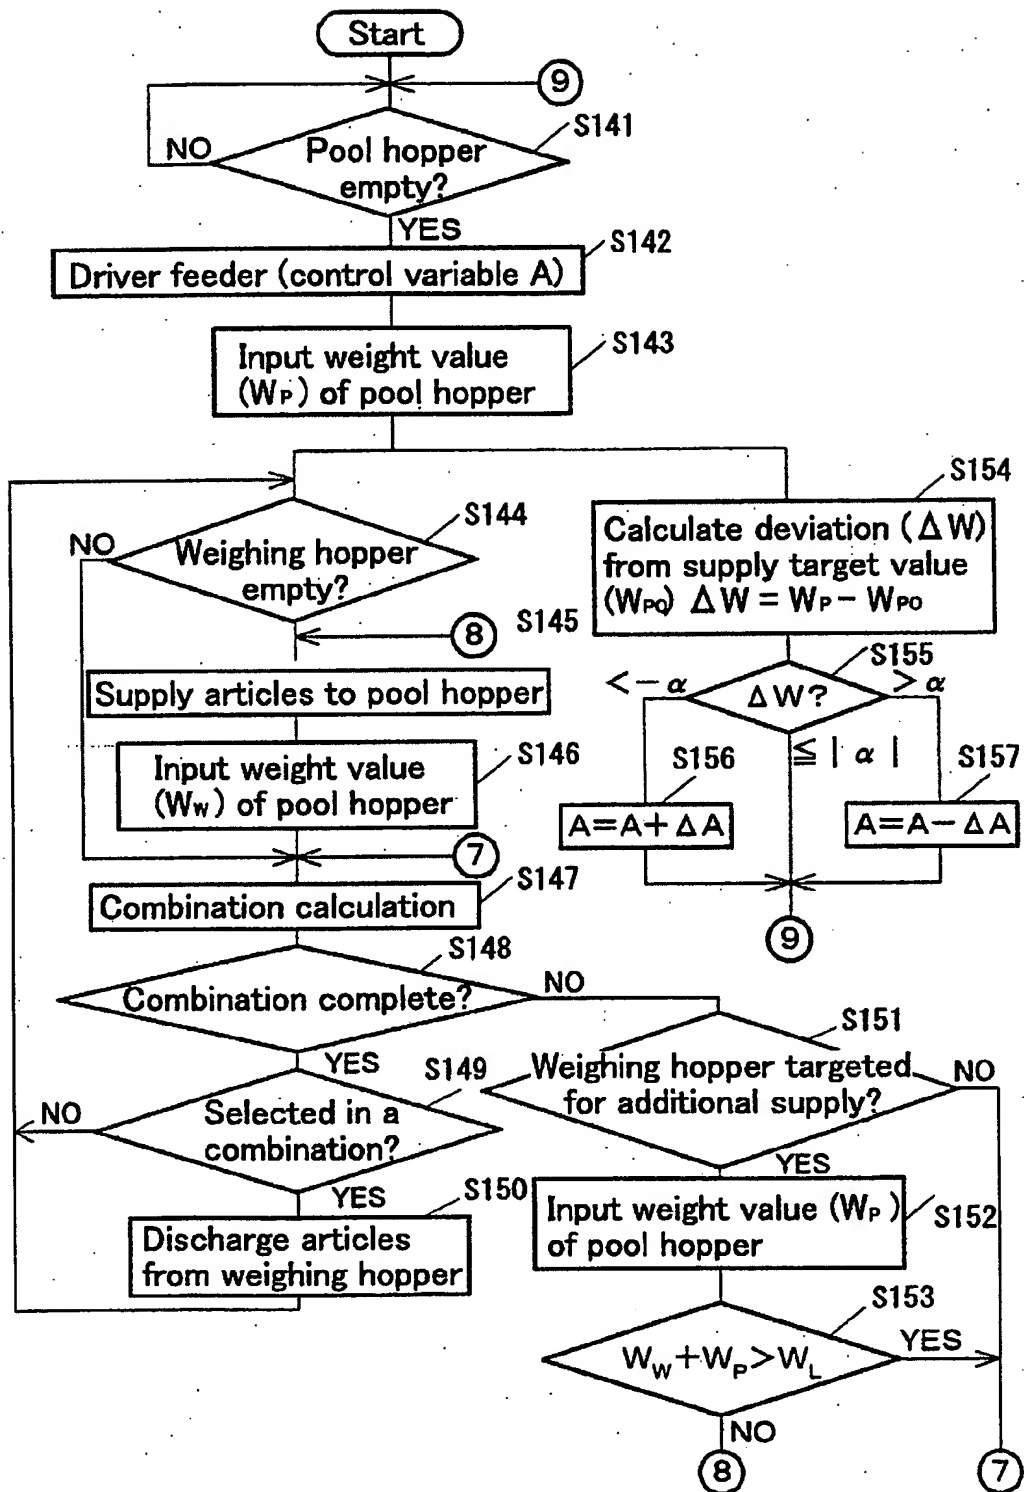 Start
9
S141
NO
Pool hopper
empty?
YES
S142
Driver feeder (control variable A)
S143
Input weight value
(WP) of pool hopper
S154
S144
Calculate deviation (ΔW)
from supply target value
(WPO) ΔW = WP − WPO
NO
Weighing hopper
empty?
8
S145
S155
< − α
ΔW?
> α
Supply articles to pool hopper
≦ | α |
S146
S156
S157
Input weight value
(WW) of pool hopper
A=A+ΔA
A=A−ΔA
7
S147
Combination calculation
9
S148
Combination complete?
NO
S151
YES
S149
Weighing hopper targeted
for additional supply?
NO
NO
Selected in a
combination?
YES
YES
S150
Input weight value (WP)
of pool hopper
S152
Discharge articles
from weighing hopper
S153
YES
WW+WP>WL
NO
8
7